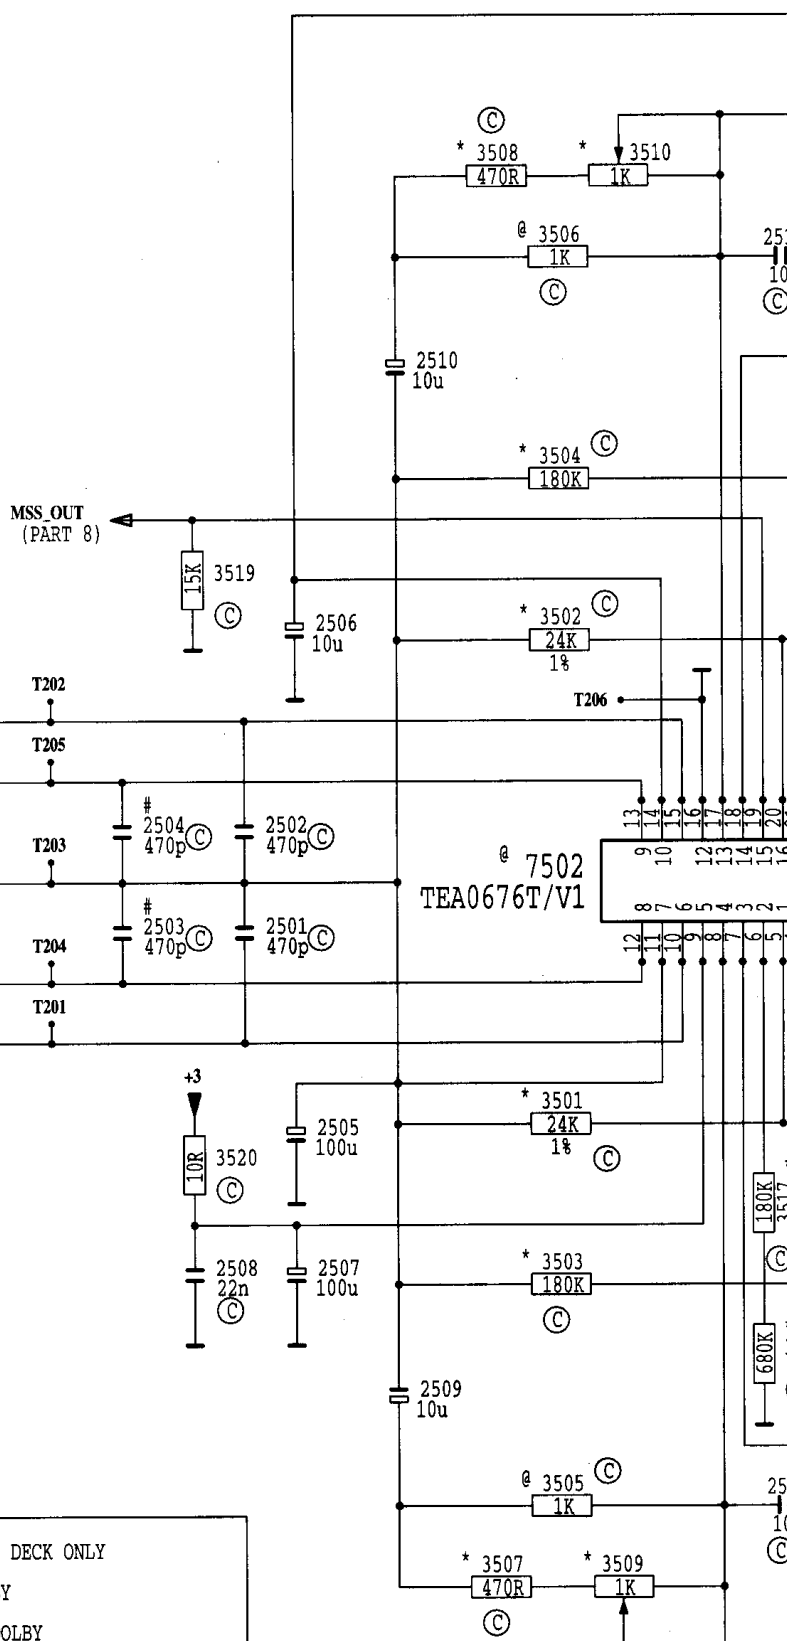 C
* 3508
470R
* 3510
1K
@ 3506
1K
C
251
10
C
2510
10u
* 3504
180K
C
MSS_OUT
(PART 8)
15K
3519
C
2506
10u
* 3502
24K
1%
C
T202
T206
T205
#
2504
470p
C
2502
470p
C
T203
#
2503
470p
C
2501
470p
C
T204
T201
@ 7502
TEA0676T/V1
13 14 15 16 17 18 19 20
9 10 12 13 14 15 16
8 7 6 5 4 3 2 1
12 11 10 9 8 7 6 5
+3
10R
3520
C
2505
100u
* 3501
24K
1%
C
180K
3517
C
2508
22n
C
2507
100u
* 3503
180K
C
680K
2509
10u
@ 3505
1K
C
25
10
C
* 3507
470R
C
* 3509
1K
DECK ONLY
Y
OLBY